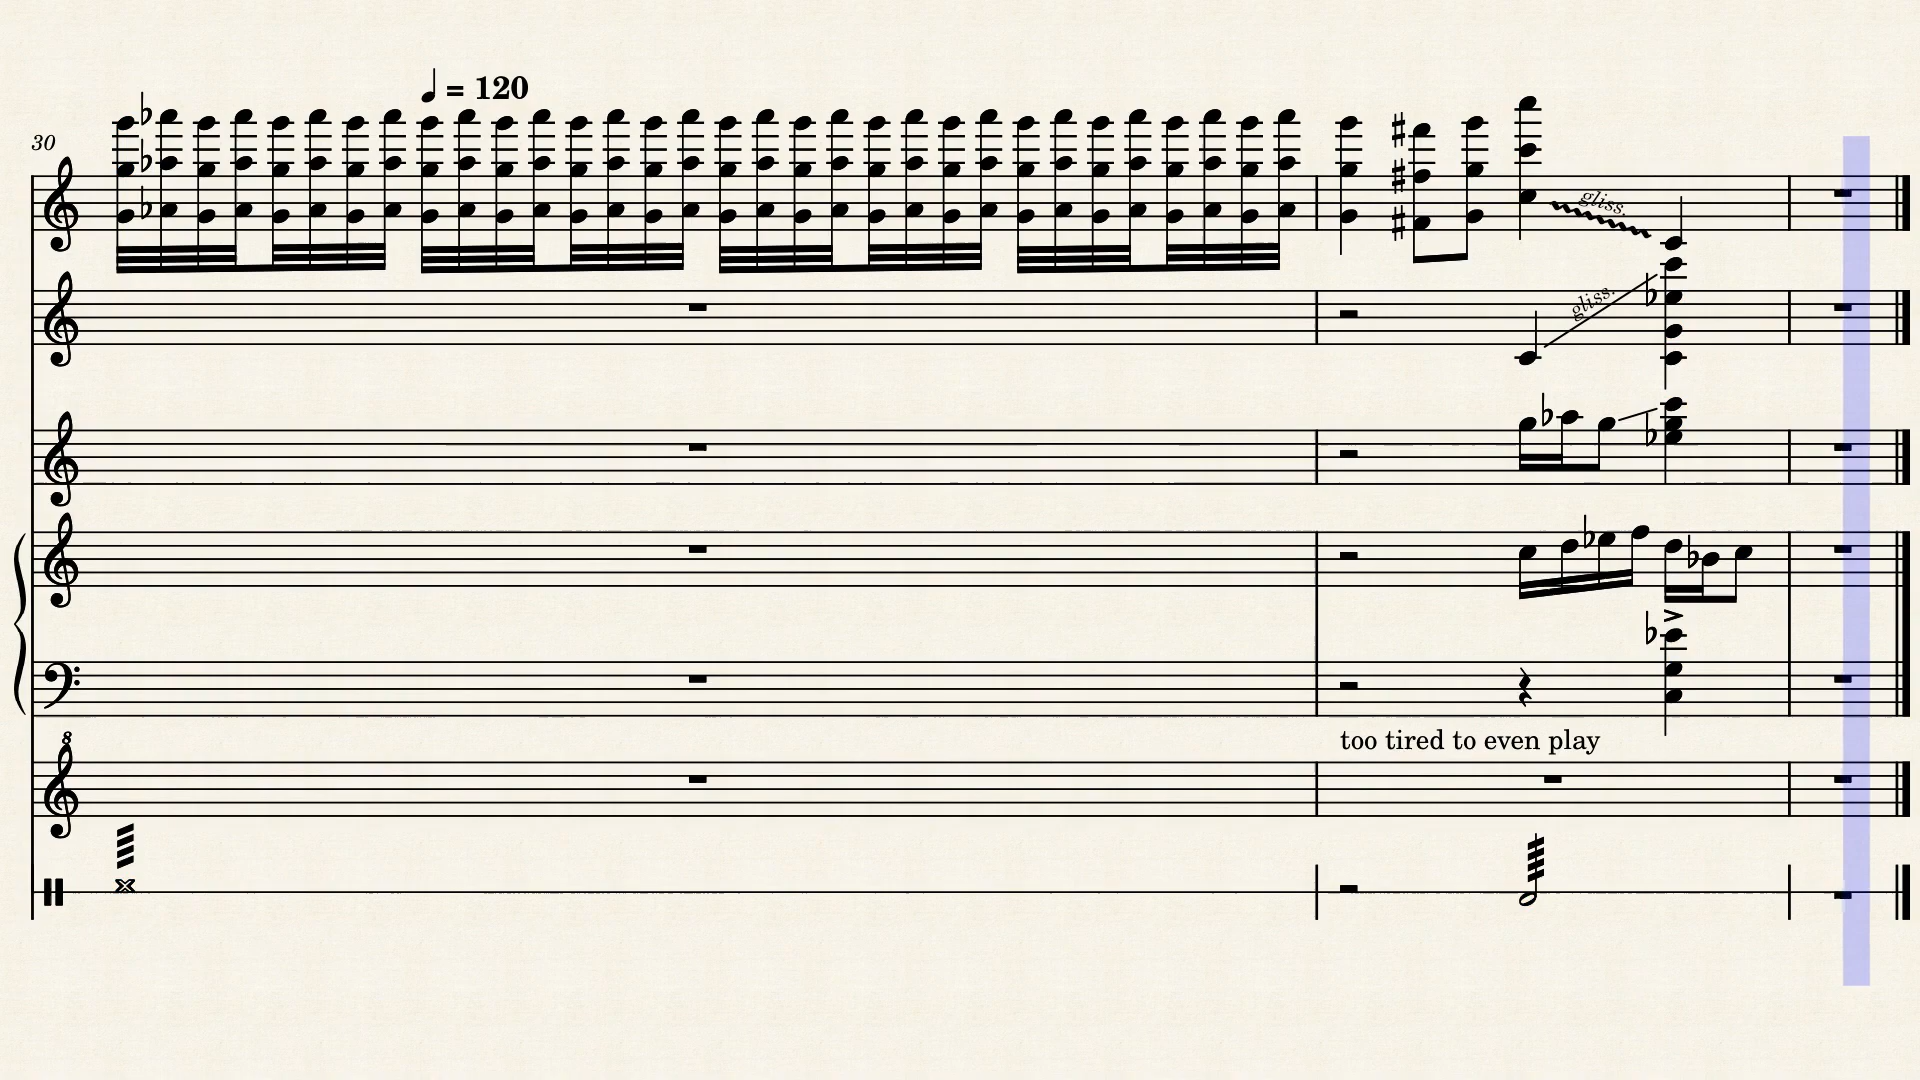 ♩ = 120
30
gliss.
gliss.
too tired to even play
8